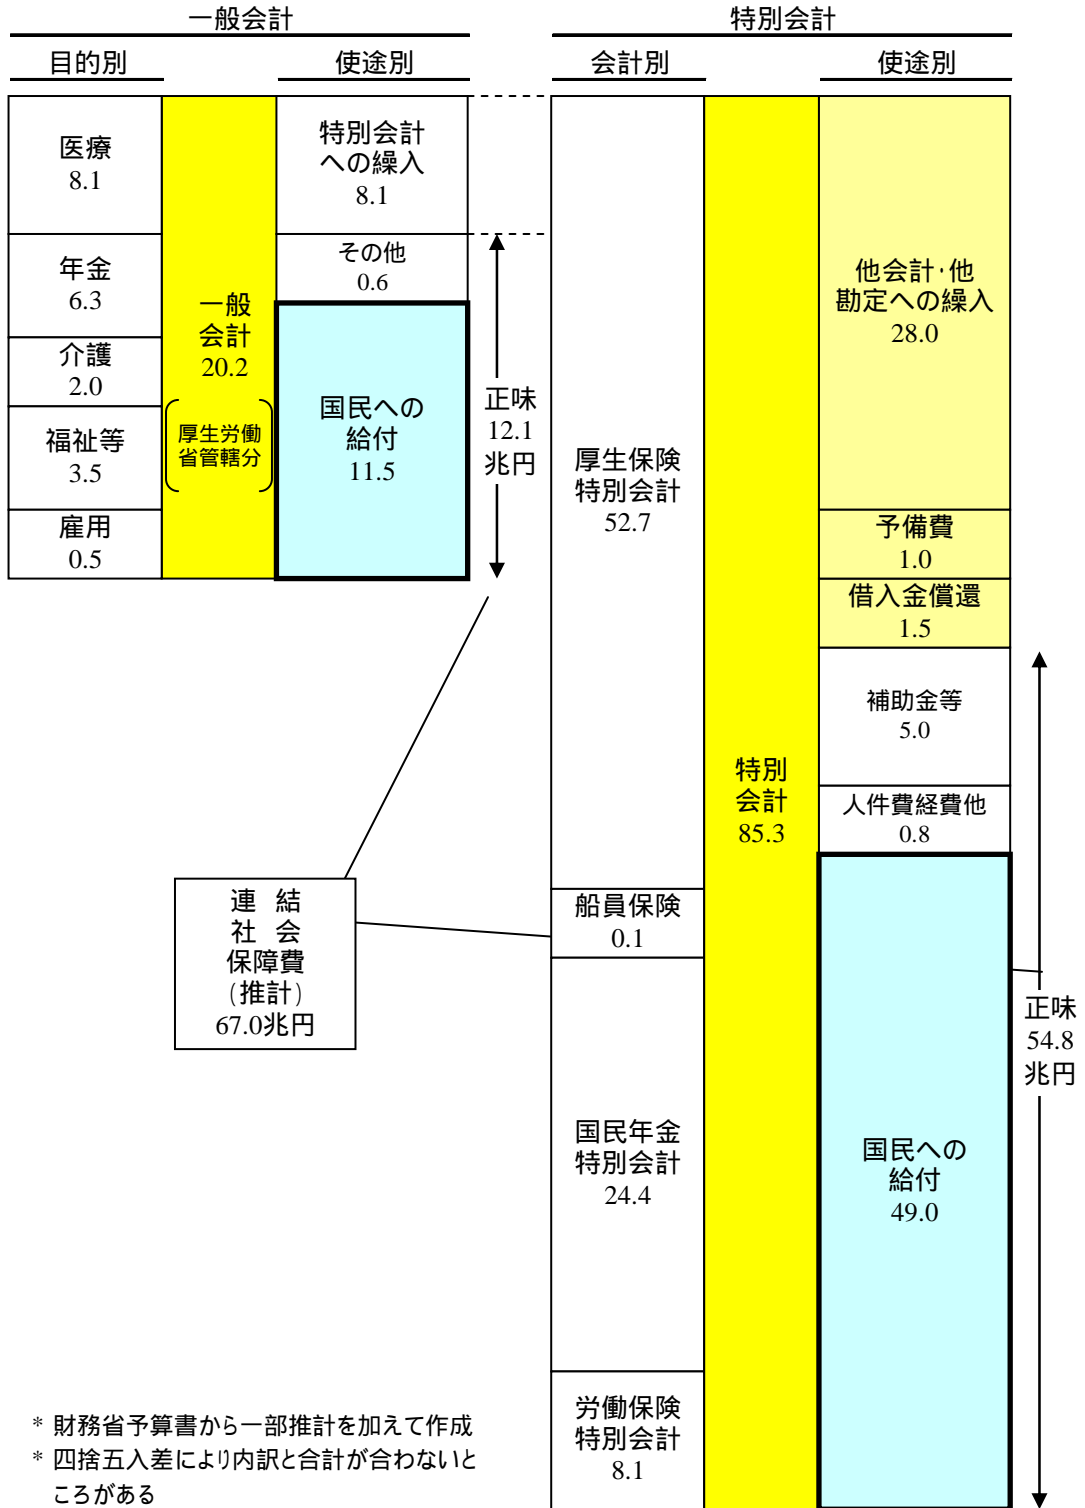 一般会計
特別会計
目的別
使途別
会計別
使途別
医療
8.1
年金
6.3
介護
2.0
福祉等
3.5
雇用
0.5
一般
会計
20.2
厚生労働
省管轄分
特別会計
への繰入
8.1
その他
0.6
国民への
給付
11.5
正味
12.1
兆円
厚生保険
特別会計
52.7
船員保険
0.1
国民年金
特別会計
24.4
労働保険
特別会計
8.1
特別
会計
85.3
他会計・他
勘定への繰入
28.0
予備費
1.0
借入金償還
1.5
補助金等
5.0
人件費経費他
0.8
国民への
給付
49.0
正味
54.8
兆円
連 結
社 会
保障費
(推計)
67.0兆円
* 財務省予算書から一部推計を加えて作成
* 四捨五入差により内訳と合計が合わないと
ころがある